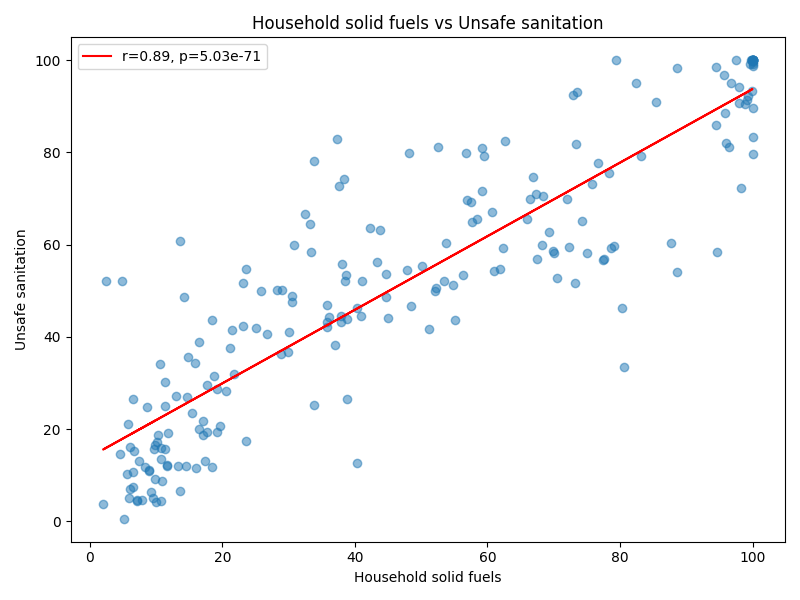 Household solid fuels vs Unsafe sanitation
r=0.89, p=5.03e-71
Unsafe sanitation
100
80
60
40
20
0
0 20 40 60 80 100
Household solid fuels